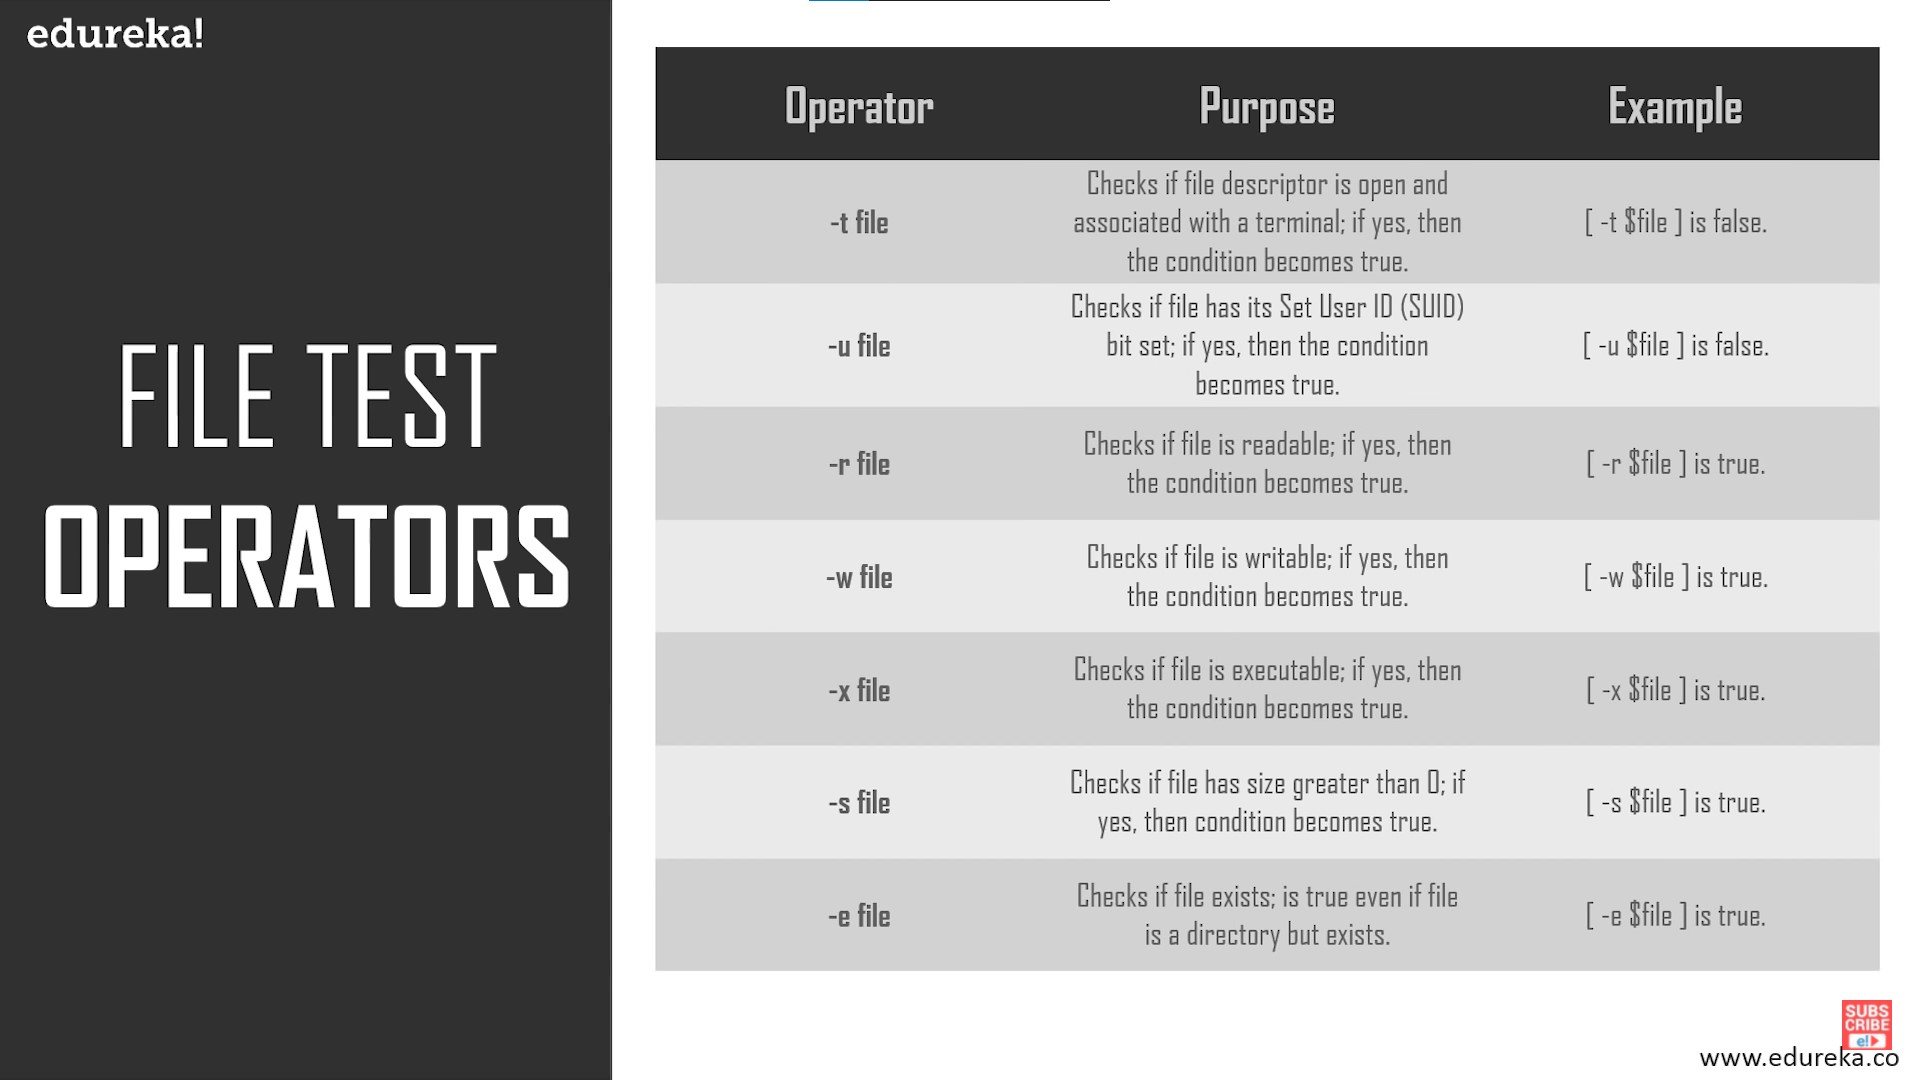 edureka!
FILE TEST
OPERATORS
Operator Purpose Example
-t file
Checks if file descriptor is open and
associated with a terminal; if yes, then
the condition becomes true.
[ -t $file ] is false.
-u file
Checks if file has its Set User ID (SUID)
bit set; if yes, then the condition
becomes true.
[ -u $file ] is false.
-r file
Checks if file is readable; if yes, then
the condition becomes true.
[ -r $file ] is true.
-w file
Checks if file is writable; if yes, then
the condition becomes true.
[ -w $file ] is true.
-x file
Checks if file is executable; if yes, then
the condition becomes true.
[ -x $file ] is true.
-s file
Checks if file has size greater than 0; if
yes, then condition becomes true.
[ -s $file ] is true.
-e file
Checks if file exists; is true even if file
is a directory but exists.
[ -e $file ] is true.
SUBS
CRIBE
e!
www.edureka.co